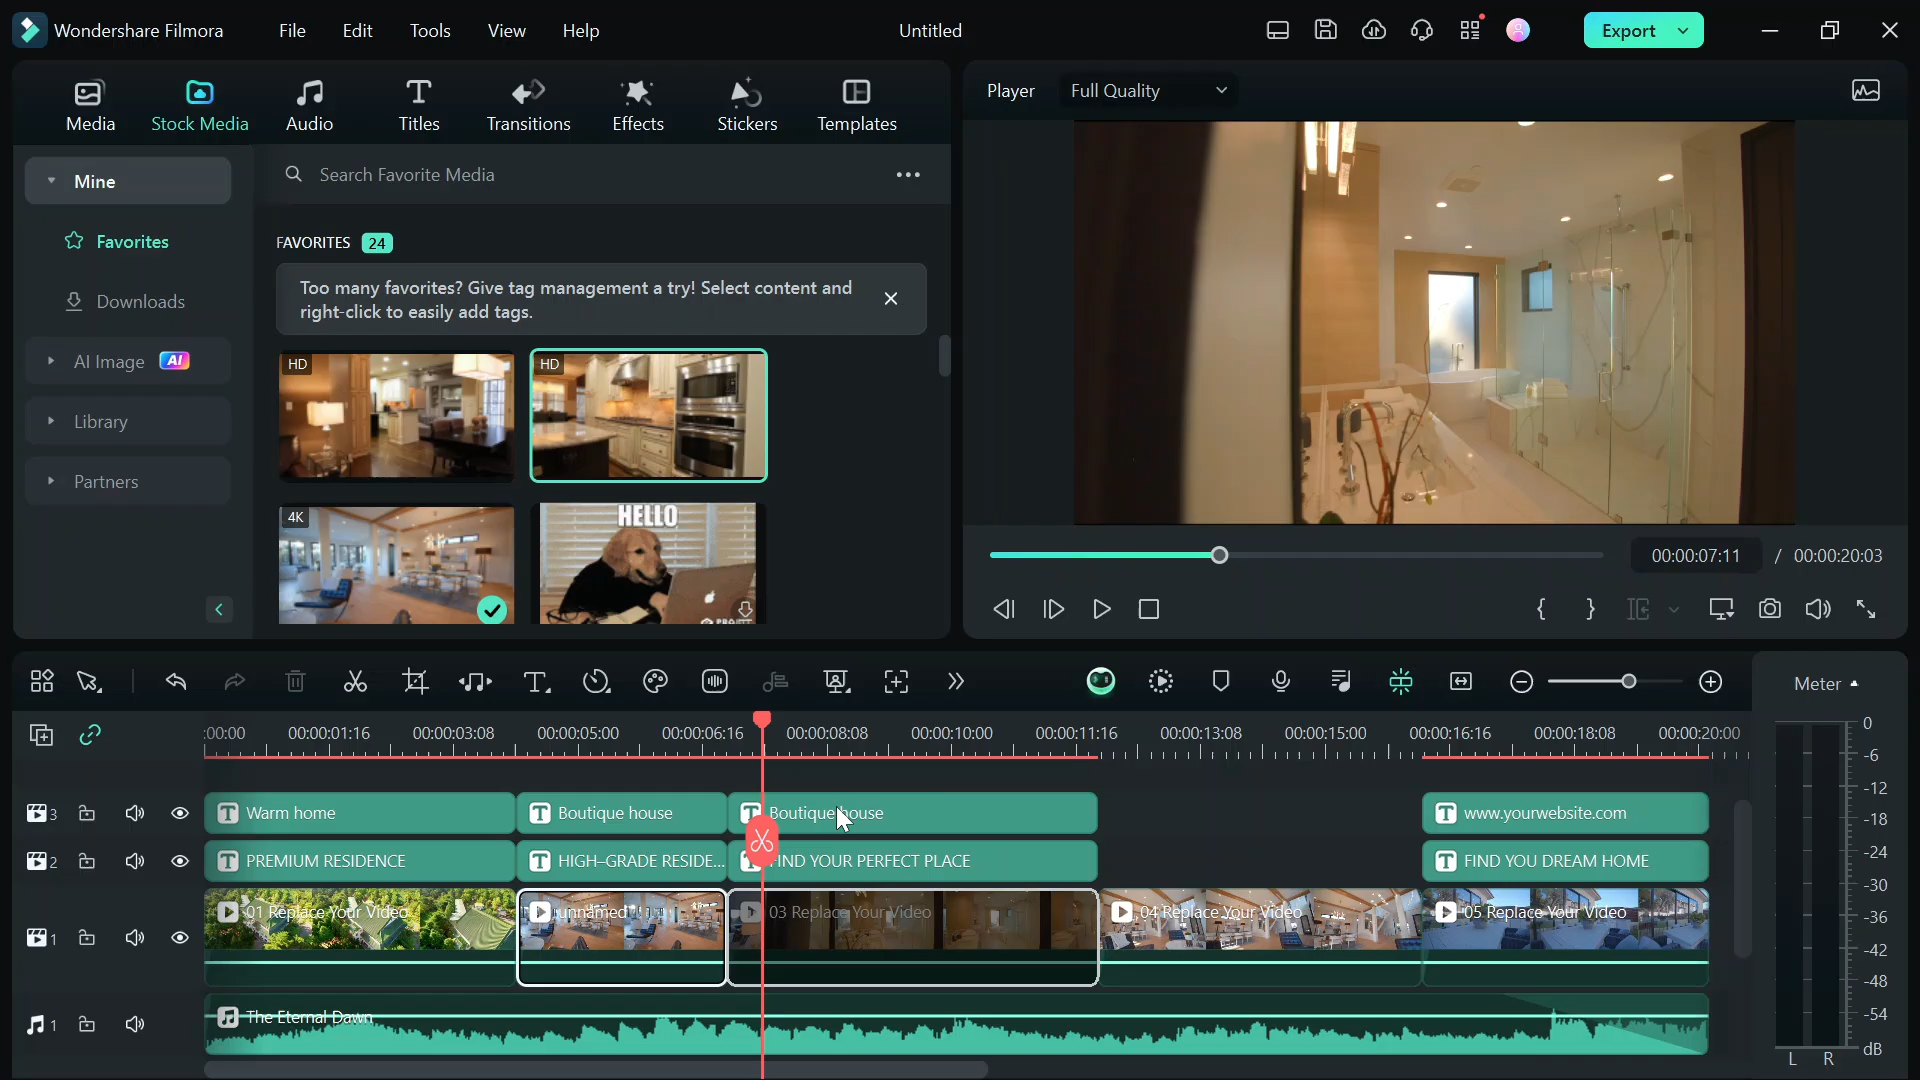 Wondershare Filmora
File
Edit
Tools
View
Help
Untitled
Export
Media
Stock Media
Audio
Titles
Transitions
Effects
Stickers
Templates
Player
Full Quality
Mine
Search Favorite Media
Favorites
Downloads
AI Image AI
Library
Partners
FAVORITES 24
Too many favorites? Give tag management a try! Select content and
right-click to easily add tags.
HD
HD
4K
HELLO
00:00:07:11 / 00:00:20:03
Meter
:00:00
00:00:01:16
00:00:03:08
00:00:05:00
00:00:06:16
00:00:08:08
00:00:10:00
00:00:11:16
00:00:13:08
00:00:15:00
00:00:16:16
00:00:18:08
00:00:20:00
3
T Warm home
T Boutique house
T Boutique house
T www.yourwebsite.com
2
T PREMIUM RESIDENCE
T HIGH–GRADE RESIDE...
FIND YOUR PERFECT PLACE
T FIND YOU DREAM HOME
1
01 Replace Your Video
unnamed
03 Replace Your Video
04 Replace Your Video
05 Replace Your Video
1
The Eternal Dawn
0
-6
-12
-18
-24
-30
-36
-42
-48
-54
dB
L R